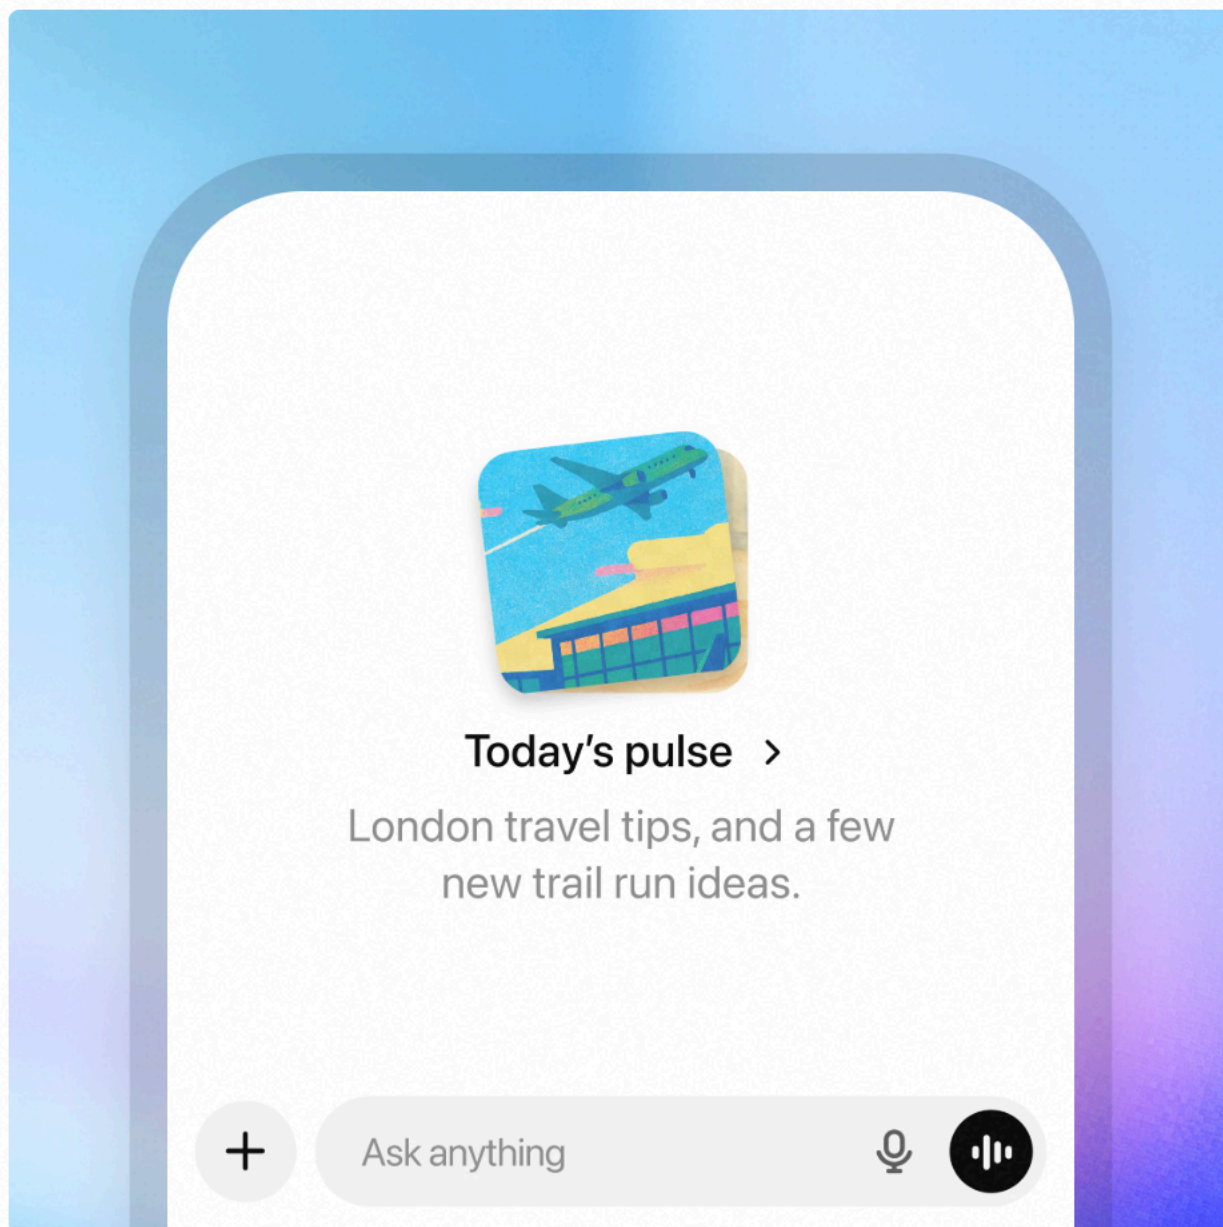 Today’s pulse
London travel tips, and a few
new trail run ideas.
Ask anything